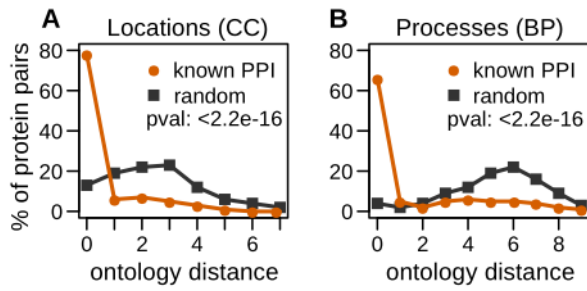 A Locations (CC)
known PPI
random
pval: <2.2e-16
% of protein pairs
80
60
40
20
0
0 2 4 6
ontology distance
B Processes (BP)
known PPI
random
pval: <2.2e-16
80
60
40
20
0
0 2 4 6 8
ontology distance